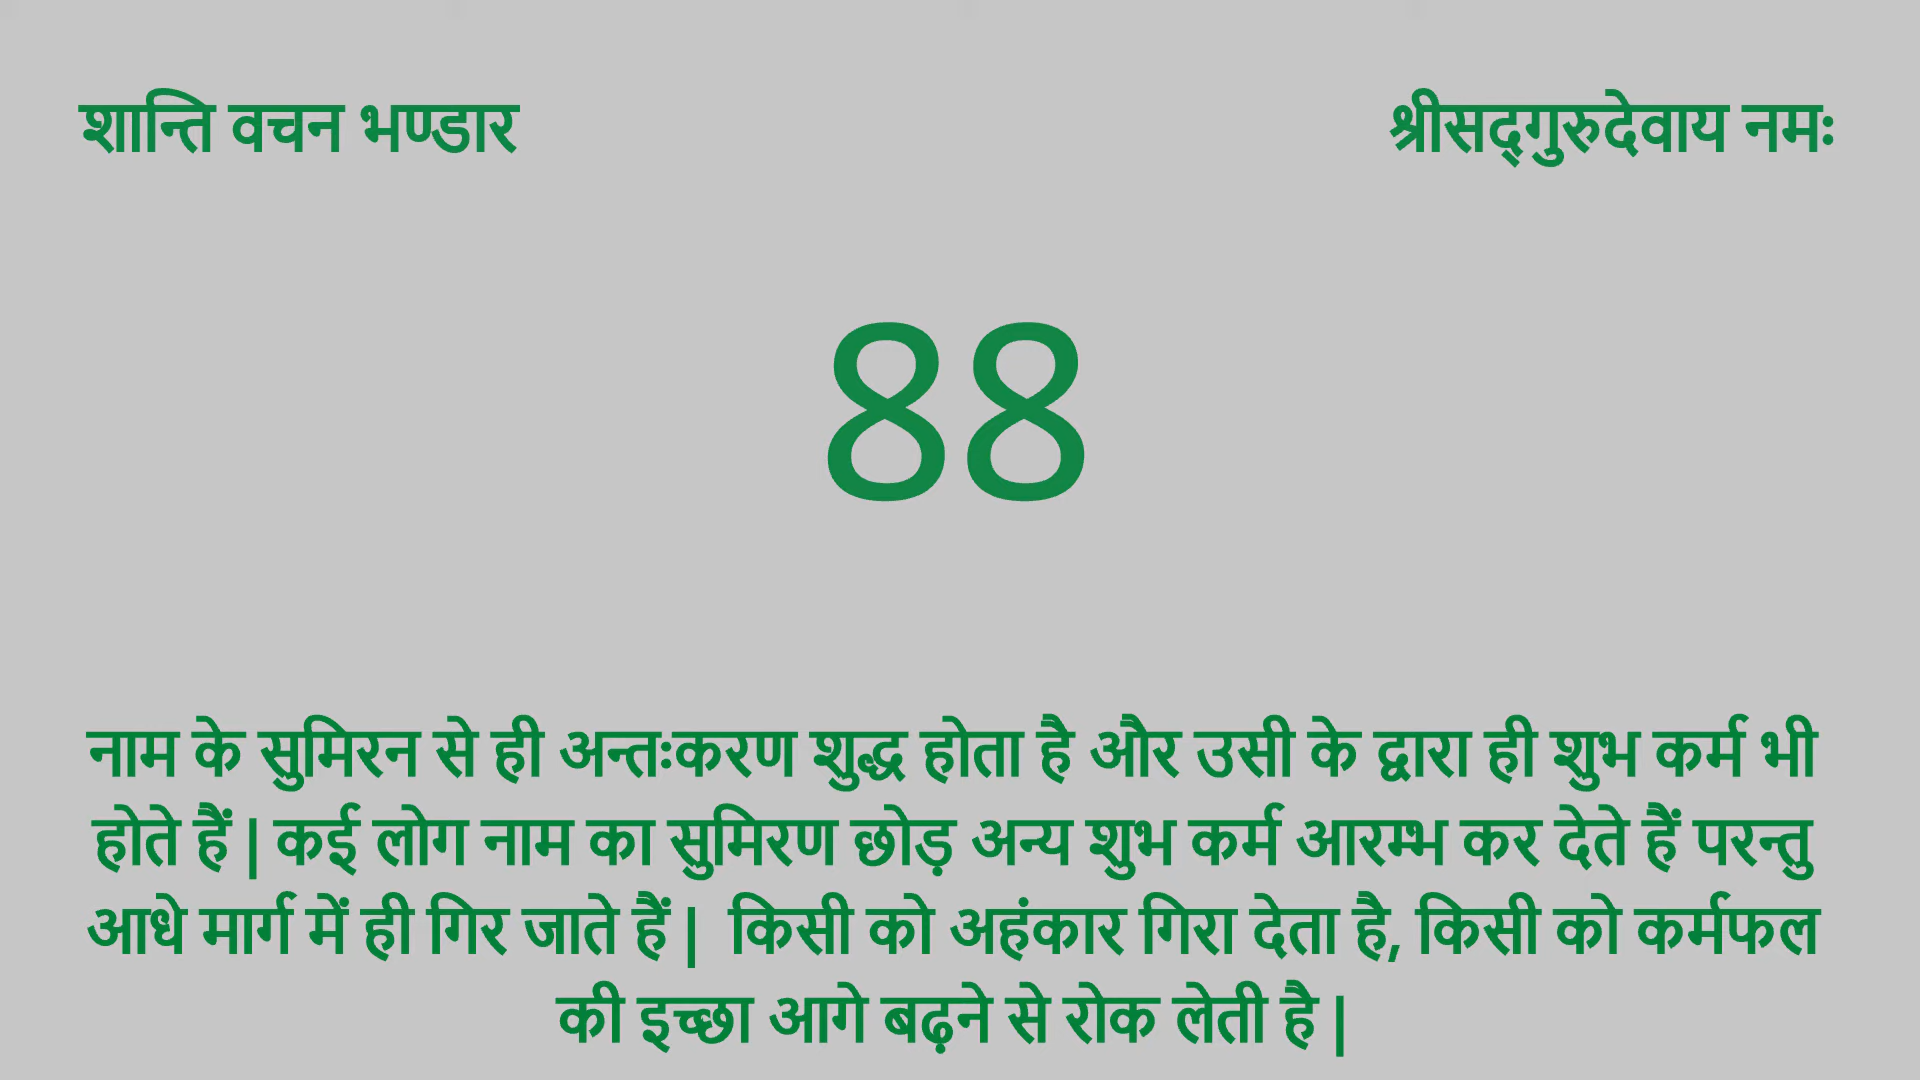 शान्ति वचन भण्डार
श्रीसद्‌गुरुदेवाय नमः
88
नाम के सुमिरन से ही अन्तःकरण शुद्ध होता है और उसी के द्वारा ही शुभ कर्म भी
होते हैं | कई लोग नाम का सुमिरण छोड़ अन्य शुभ कर्म आरम्भ कर देते हैं परन्तु
आधे मार्ग में ही गिर जाते हैं | किसी को अहंकार गिरा देता है, किसी को कर्मफल
की इच्छा आगे बढ़ने से रोक लेती है |